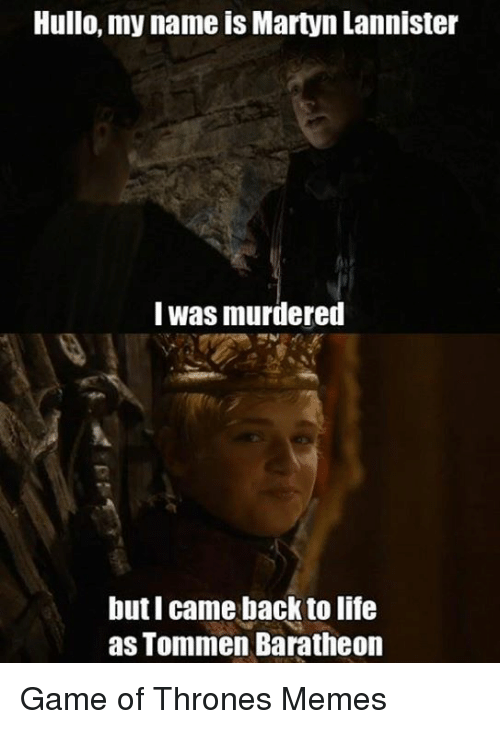 Hullo, my name is Martyn Lannister
I was murdered
but I came back to life
as Tommen Baratheon
Game of Thrones Memes